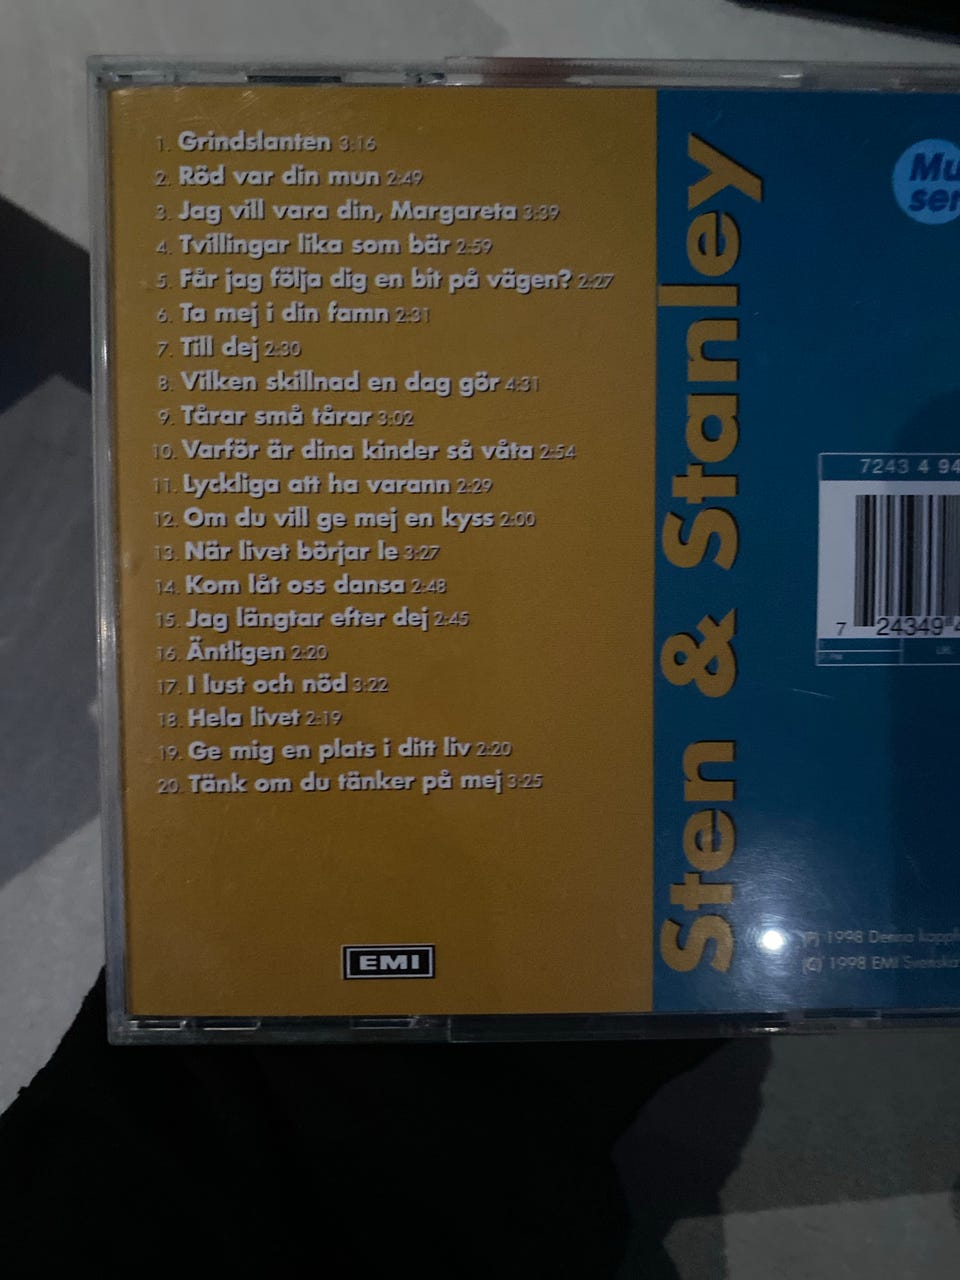 1. Grindslanten 3:16
2. Röd var din mun 2:49
3. Jag vill vara din, Margareta 3:39
4. Tvillingar lika som bär 2:59
5. Får jag följa dig en bit på vägen? 2:27
6. Ta mej i din famn 2:31
7. Till dej 2:30
8. Vilken skillnad en dag gör 4:31
9. Tårar små tårar 3:02
10. Varför är dina kinder så våta 2:54
11. Lyckliga att ha varann 2:29
12. Om du vill ge mej en kyss 2:00
13. När livet börjar le 3:27
14. Kom låt oss dansa 2:48
15. Jag längtar efter dej 2:45
16. Äntligen 2:20
17. I lust och nöd 3:22
18. Hela livet 2:19
19. Ge mig en plats i ditt liv 2:20
20. Tänk om du tänker på mej 3:25
EMI
Sten & Stanley
Mu
ser
7243 4 94
7 24349 4
UK:
(P) 1998 Denna
(C) 1998 EMI Svenska